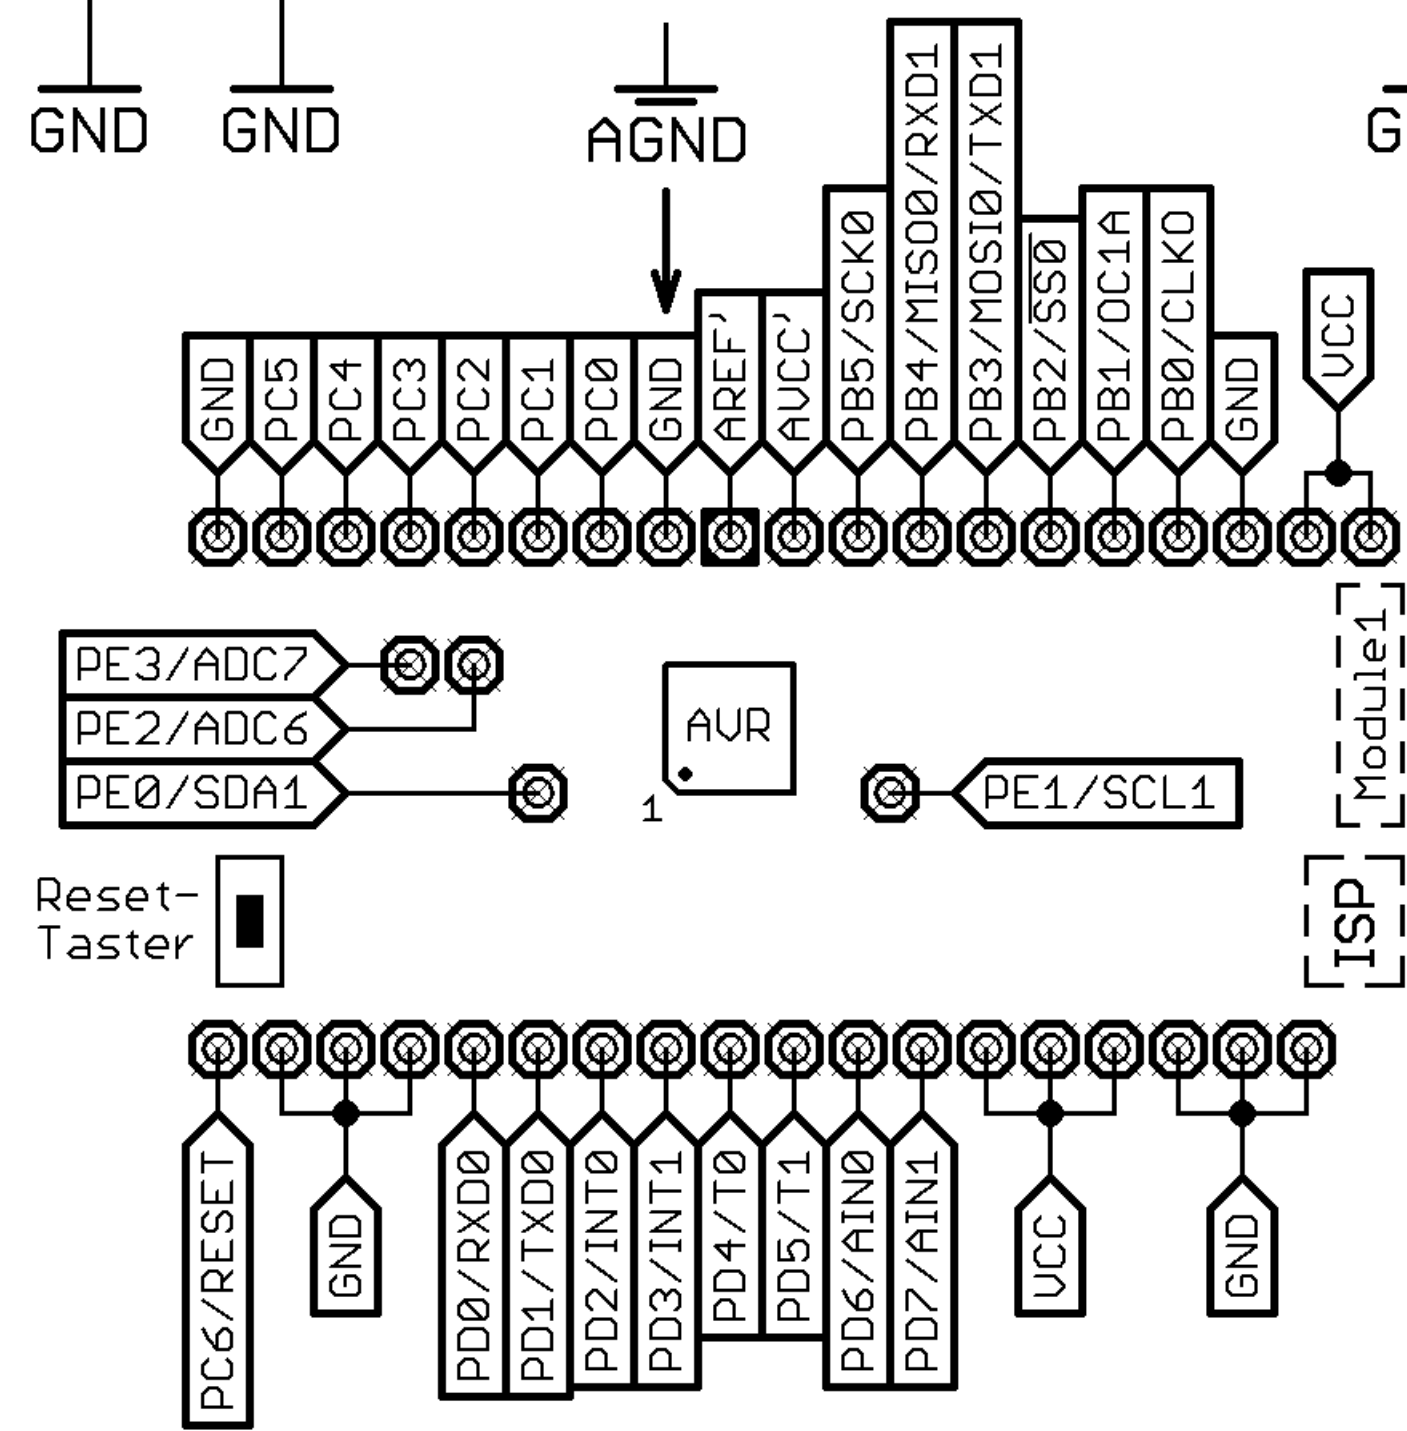 GND
GND
AGND
G
GND
PC5
PC4
PC3
PC2
PC1
PC0
GND
AREF'
AVCC'
PB5/SCK0
PB4/MISO0/RXD1
PB3/MOSI0/TXD1
PB2/SS0
PB1/OC1A
PB0/CLKO
GND
VCC
PE3/ADC7
PE2/ADC6
PE0/SDA1
AVR
1
PE1/SCL1
Module1
Reset-
Taster
ISP
PC6/RESET
GND
PD0/RXD0
PD1/TXD0
PD2/INT0
PD3/INT1
PD4/T0
PD5/T1
PD6/AIN0
PD7/AIN1
VCC
GND